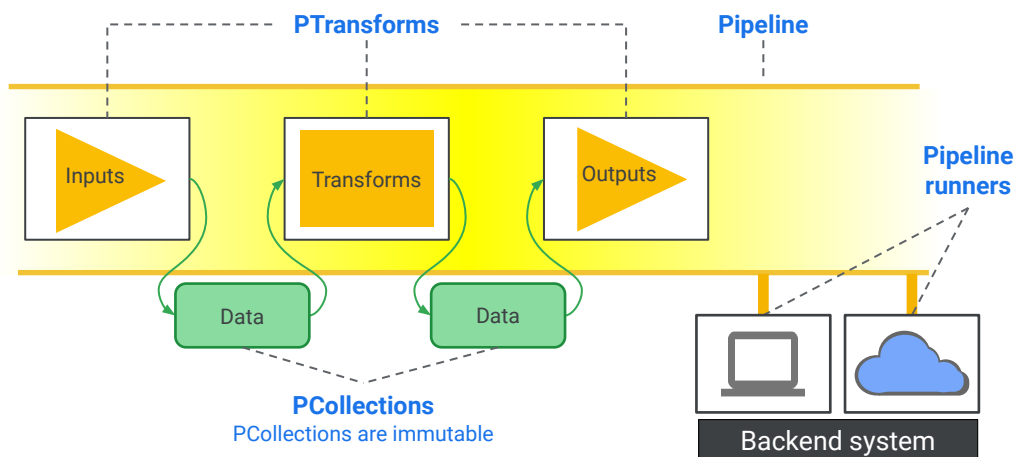 PTransforms
Pipeline
Inputs
Transforms
Outputs
Pipeline
runners
Data
Data
PCollections
PCollections are immutable
Backend system